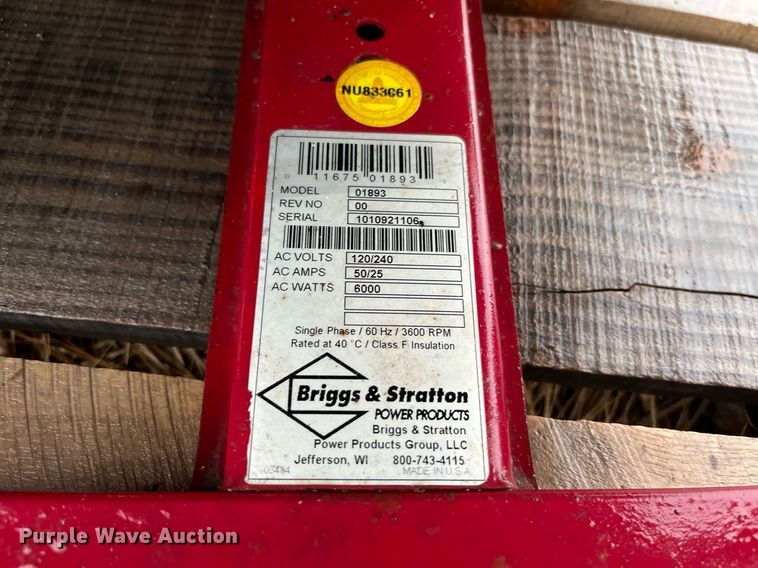 NU833661
0 11675 01893 1
MODEL 01893
REV NO 00
SERIAL 1010921106
AC VOLTS 120/240
AC AMPS 50/25
AC WATTS 6000
Single Phase / 60 Hz / 3600 RPM
Rated at 40 °C / Class F Insulation
Briggs & Stratton
POWER PRODUCTS
Briggs & Stratton
Power Products Group, LLC
Jefferson, WI 800-743-4115
03484 MADE IN U.S.A.
Purple Wave Auction